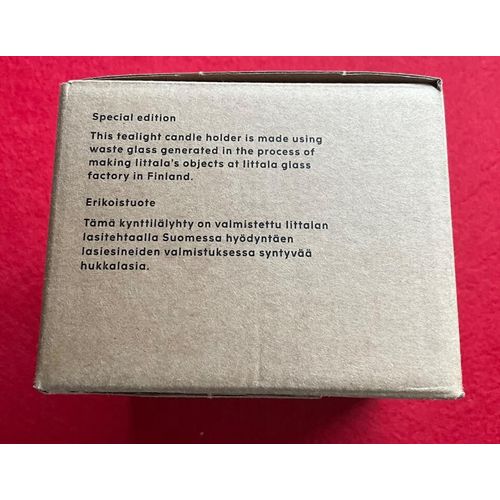 Special edition
This tealight candle holder is made using
waste glass generated in the process of
making Iittala's objects at Iittala glass
factory in Finland.
Erikoistuote
Tämä kynttilälyhty on valmistettu Iittalan
lasitehtaalla Suomessa hyödyntäen
lasiesineiden valmistuksessa syntyvää
hukkalasia.